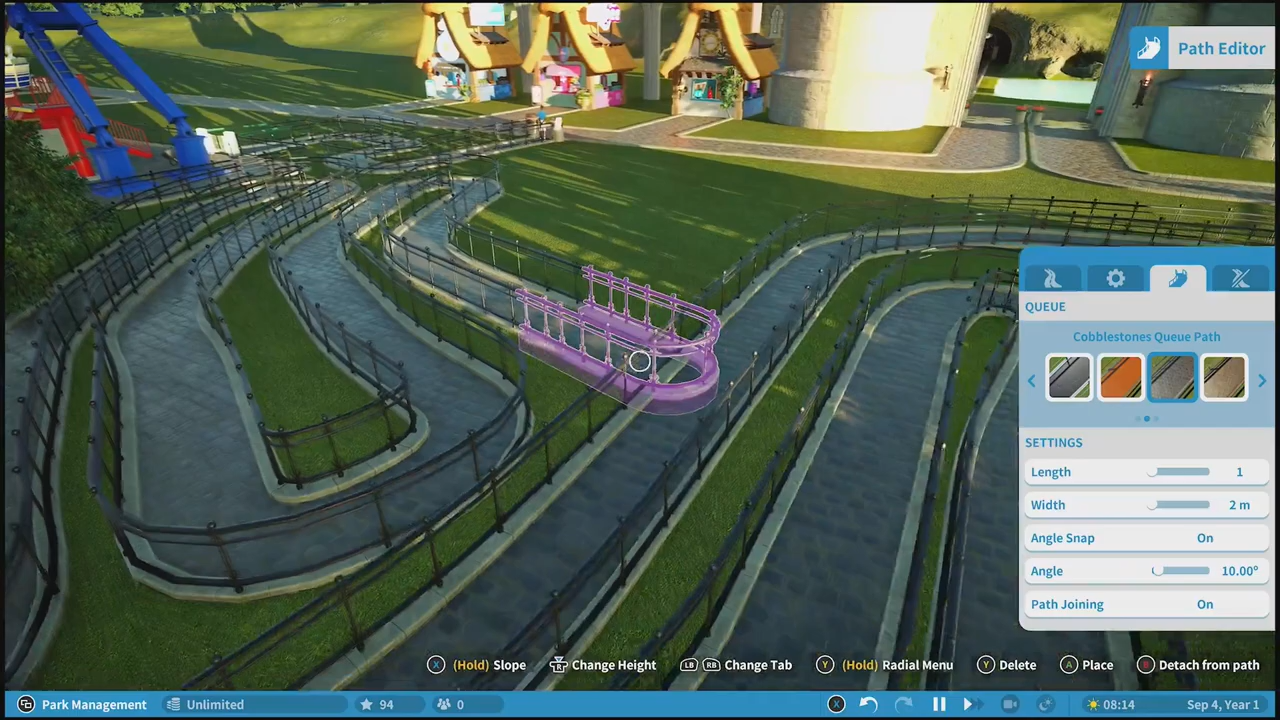 Path Editor
QUEUE
Cobblestones Queue Path
SETTINGS
Length 1
Width 2 m
Angle Snap On
Angle 10.00°
Path Joining On
X (Hold) Slope R Change Height LB RB Change Tab Y (Hold) Radial Menu Y Delete A Place B Detach from path
Park Management Unlimited 94 0 X 08:14 Sep 4, Year 1